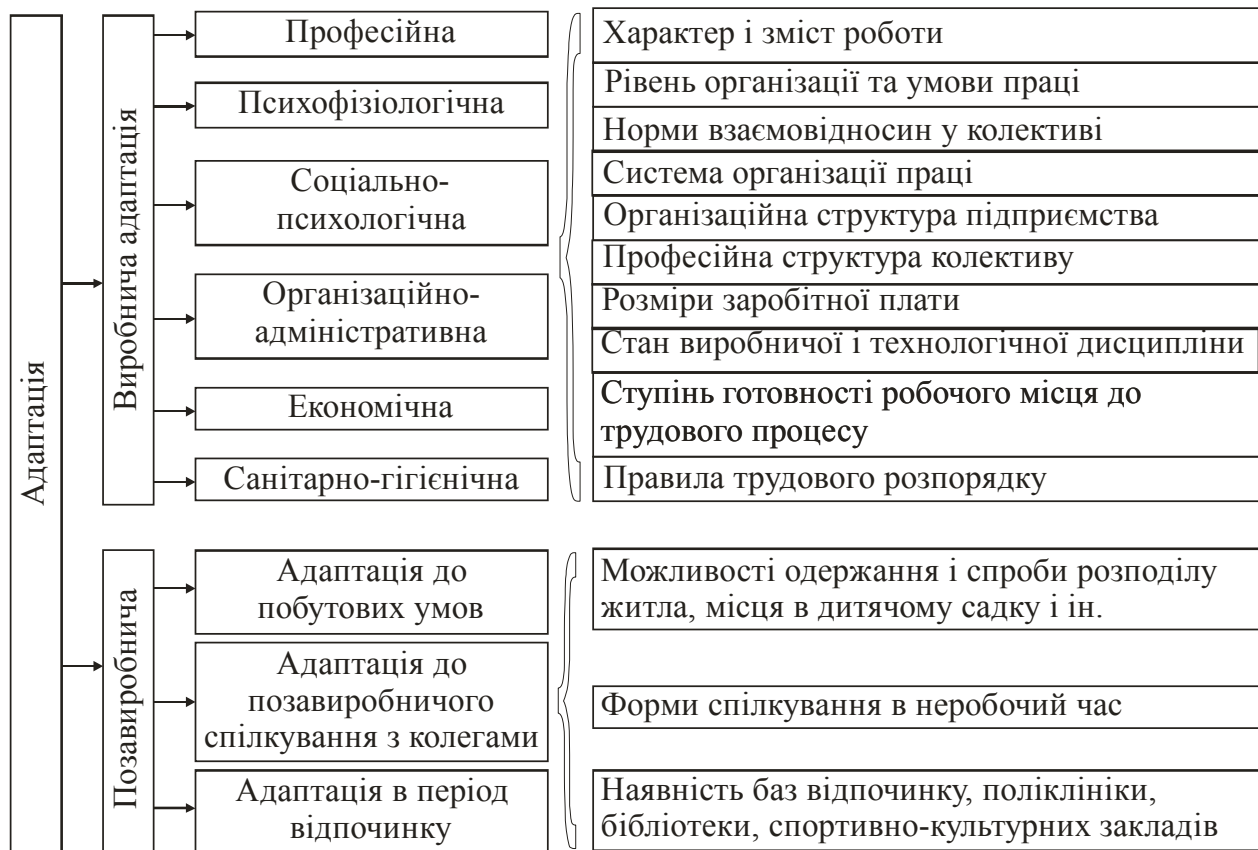 Адаптація
Виробнича адаптація
Професійна
Психофізіологічна
Соціально-
психологічна
Організаційно-
адміністративна
Економічна
Санітарно-гігієнічна
Характер і зміст роботи
Рівень організації та умови праці
Норми взаємовідносин у колективі
Система організації праці
Організаційна структура підприємства
Професійна структура колективу
Розміри заробітної плати
Стан виробничої і технологічної дисципліни
Ступінь готовності робочого місця до
трудового процесу
Правила трудового розпорядку
Позавиробнича
Адаптація до
побутових умов
Адаптація до
позавиробничого
спілкування з колегами
Адаптація в період
відпочинку
Можливості одержання і спроби розподілу
житла, місця в дитячому садку і ін.
Форми спілкування в неробочий час
Наявність баз відпочинку, поліклініки,
бібліотеки, спортивно-культурних закладів